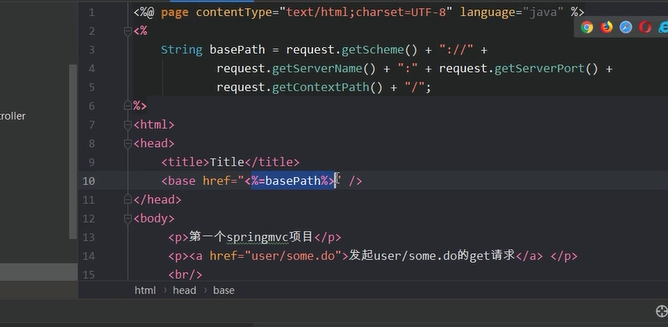 1 <%@ page contentType="text/html;charset=UTF-8" language="java" %>
2 <%
3 String basePath = request.getScheme() + "://" +
4 request.getServerName() + ":" + request.getServerPort() +
5 request.getContextPath() + "/";
6 %>
7 <html>
8 <head>
9 <title>Title</title>
10 <base href="<%=basePath%>" />
11 </head>
12 <body>
13 <p>第一个springmvc项目</p>
14 <p><a href="user/some.do">发起user/some.do的get请求</a> </p>
15 <br/>
troller
html › head › base